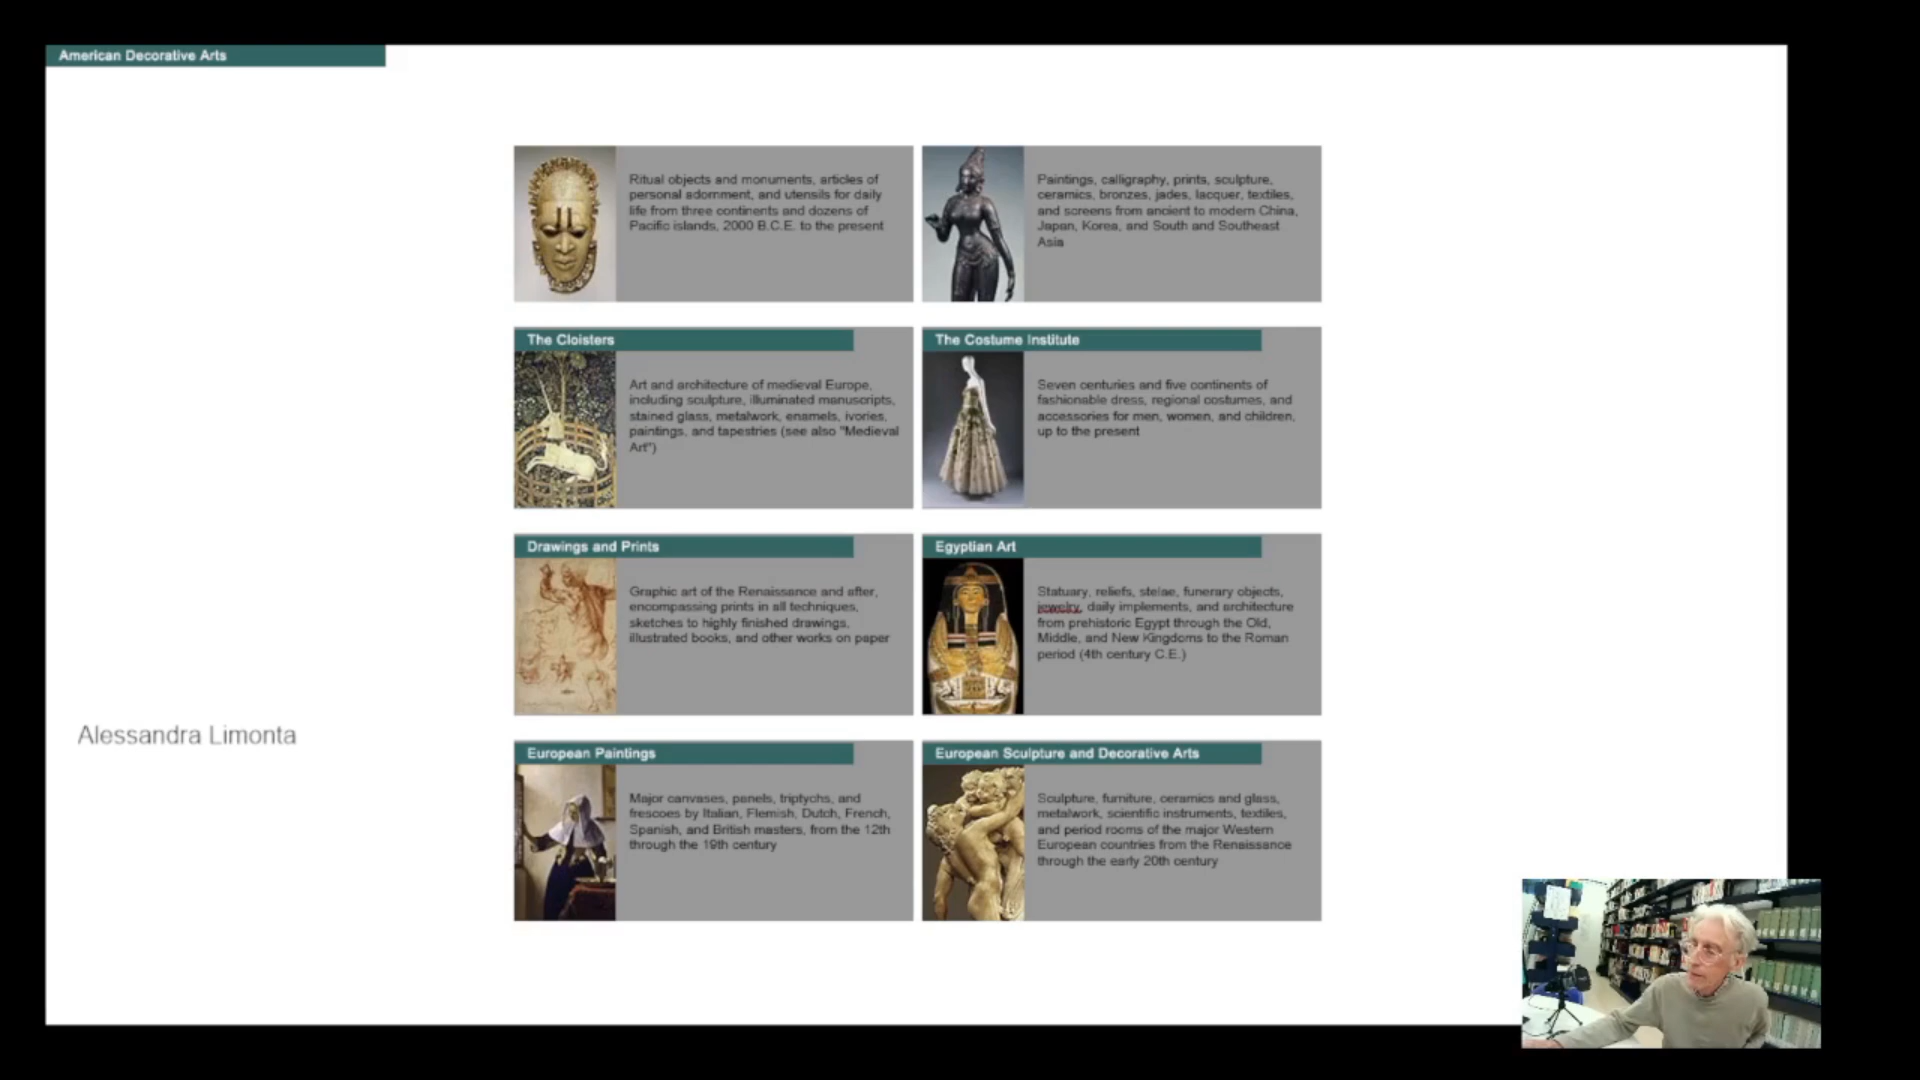 American Decorative Arts
Ritual objects and monuments, articles of
personal adornment, and utensils for daily
life from three continents and dozens of
Pacific islands, 2000 B.C.E. to the present
Paintings, calligraphy, prints, sculpture,
ceramics, bronzes, jades, lacquer, textiles,
and screens from ancient to modern China,
Japan, Korea, and South and Southeast
Asia
The Cloisters
Art and architecture of medieval Europe,
including sculpture, illuminated manuscripts,
stained glass, metalwork, enamels, ivories,
paintings, and tapestries (see also "Medieval
Art")
The Costume Institute
Seven centuries and five continents of
fashionable dress, regional costumes, and
accessories for men, women, and children,
up to the present
Drawings and Prints
Graphic art of the Renaissance and after,
encompassing prints in all techniques,
sketches to highly finished drawings,
illustrated books, and other works on paper
Egyptian Art
Statuary, reliefs, stelae, funerary objects,
jewelry, daily implements, and architecture
from prehistoric Egypt through the Old,
Middle, and New Kingdoms to the Roman
period (4th century C.E.)
Alessandra Limonta
European Paintings
Major canvases, panels, triptychs, and
frescoes by Italian, Flemish, Dutch, French,
Spanish, and British masters, from the 12th
through the 19th century
European Sculpture and Decorative Arts
Sculpture, furniture, ceramics and glass,
metalwork, scientific instruments, textiles,
and period rooms of the major Western
European countries from the Renaissance
through the early 20th century